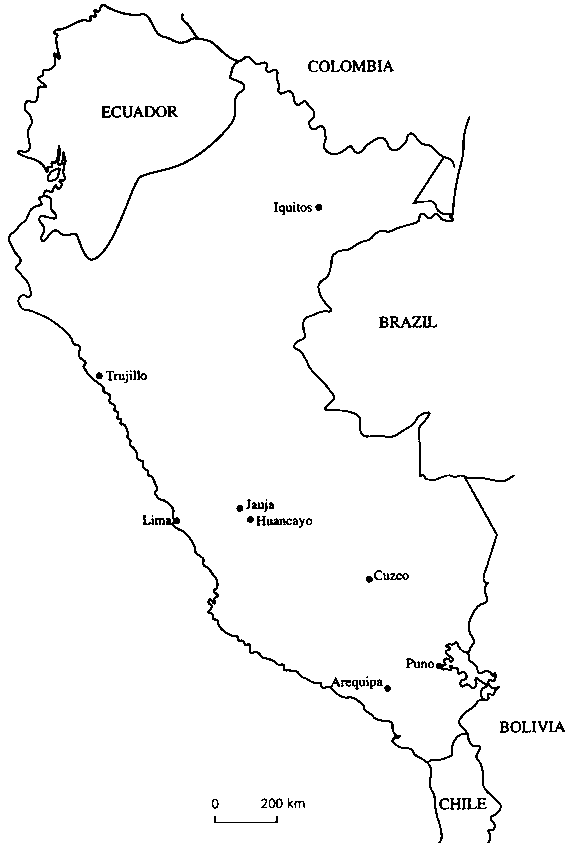 COLOMBIA
ECUADOR
Iquitos
BRAZIL
Trujillo
Jauja
Lima
Huancayo
Cuzco
Puno
Arequipa
BOLIVIA
0 200 km
CHILE